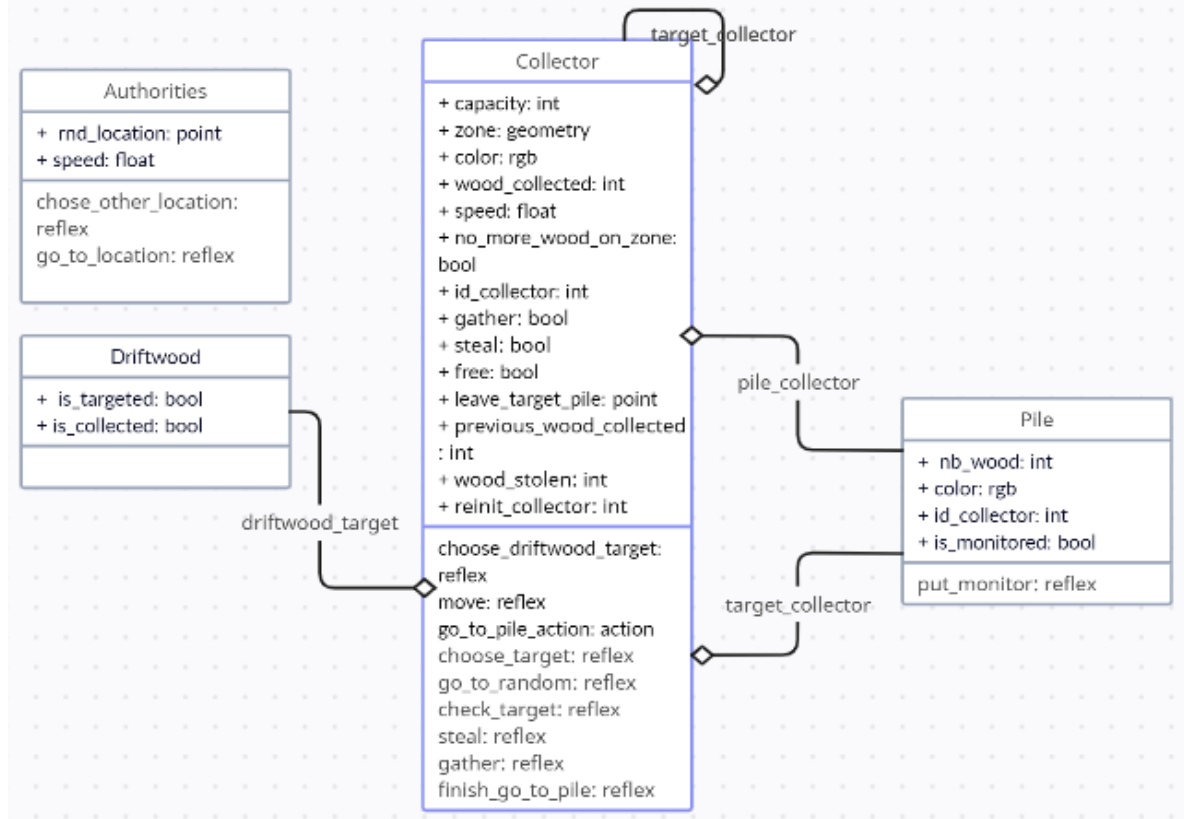 target_collector
Collector
+ capacity: int
+ zone: geometry
+ color: rgb
+ wood_collected: int
+ speed: float
+ no_more_wood_on_zone:
bool
+ id_collector: int
+ gather: bool
+ steal: bool
+ free: bool
+ leave_target_pile: point
+ previous_wood_collected
: int
+ wood_stolen: int
+ reinit_collector: int
choose_driftwood_target:
reflex
move: reflex
go_to_pile_action: action
choose_target: reflex
go_to_random: reflex
check_target: reflex
steal: reflex
gather: reflex
finish_go_to_pile: reflex
Authorities
+ rnd_location: point
+ speed: float
chose_other_location:
reflex
go_to_location: reflex
Driftwood
+ is_targeted: bool
+ is_collected: bool
driftwood_target
pile_collector
Pile
+ nb_wood: int
+ color: rgb
+ id_collector: int
+ is_monitored: bool
put_monitor: reflex
target_collector